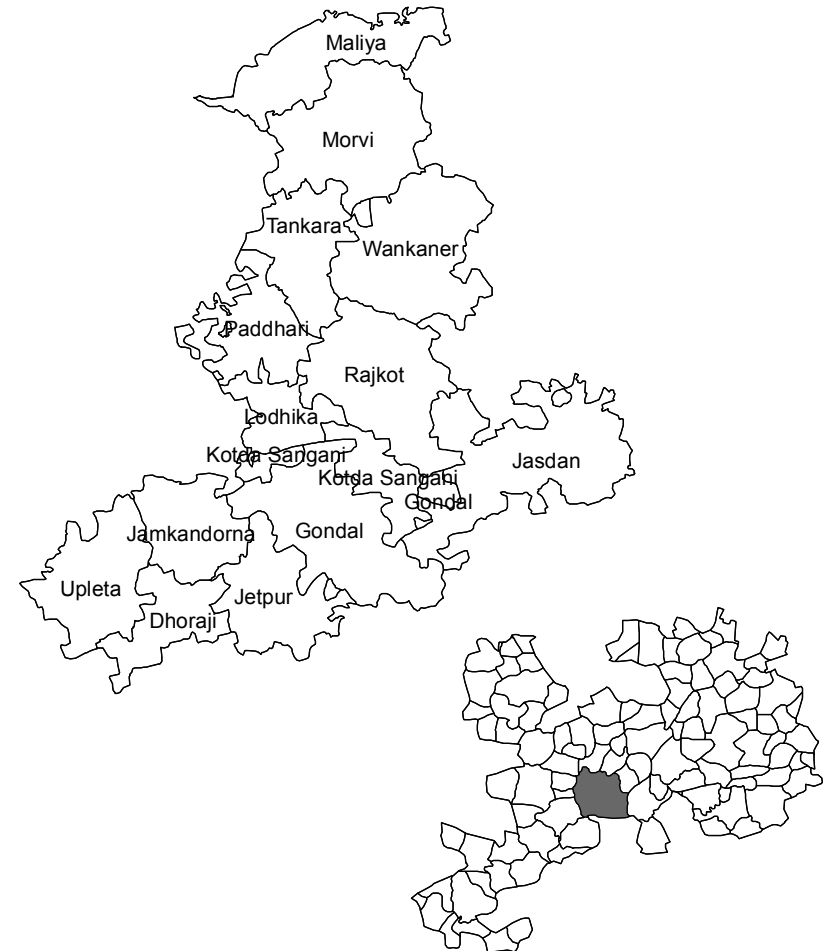 Maliya
Morvi
Tankara
Wankaner
Paddhari
Rajkot
Lodhika
Kotda Sangani
Jasdan
Kotda Sangani
Gondal
Gondal
Jamkandorna
Upleta
Jetpur
Dhoraji